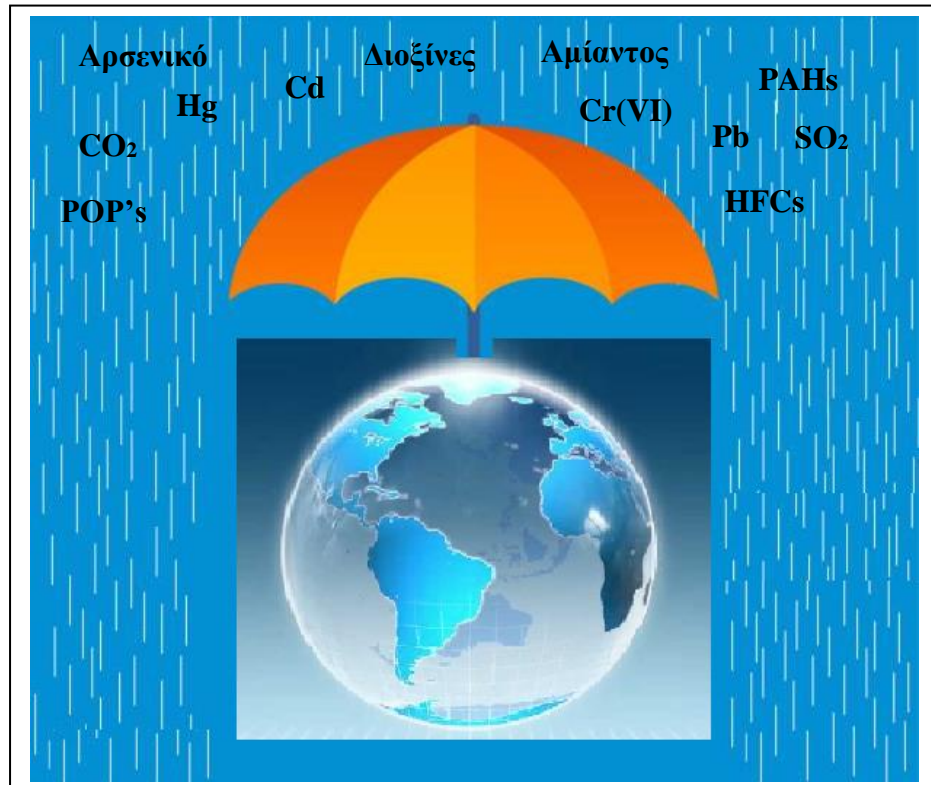 Αρσενικό
Διοξίνες
Αμίαντος
PAHs
Hg
Cd
Cr(VI)
CO₂
Pb
SO₂
POP’s
HFCs